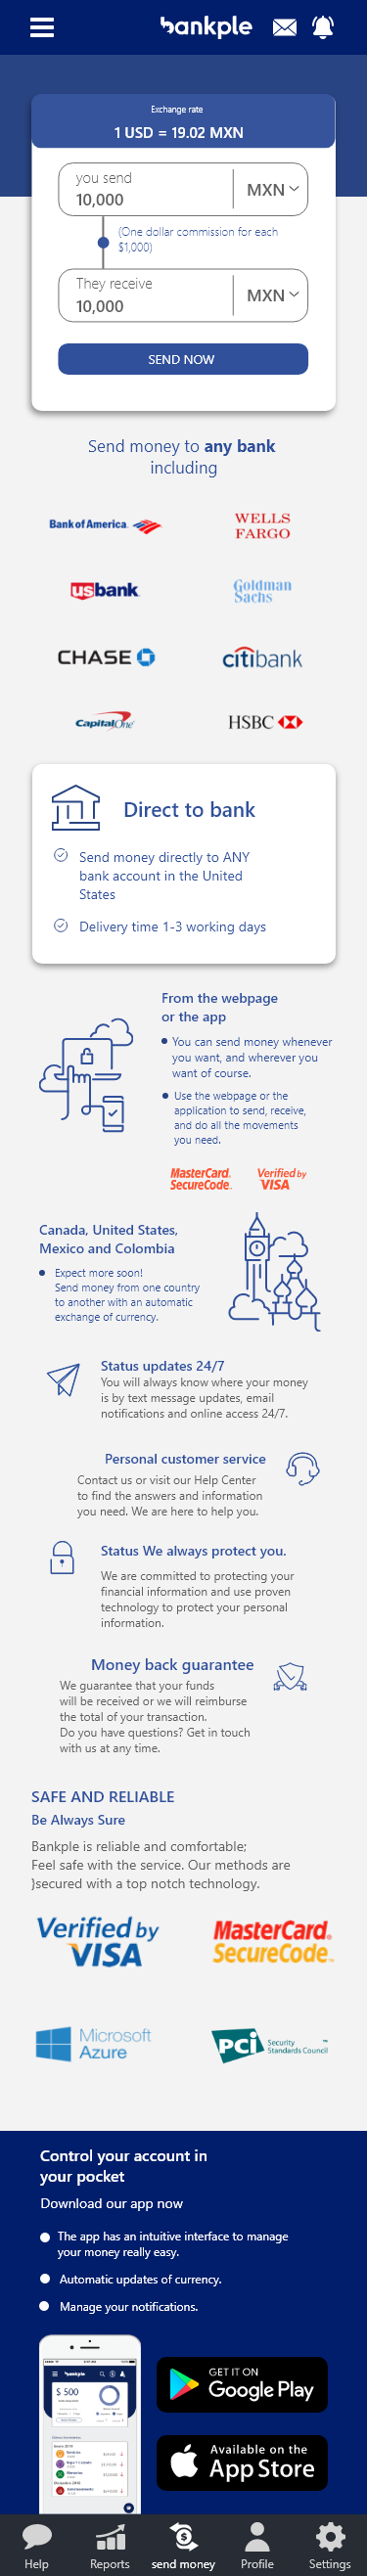 bankple
Exchange rate
1 USD = 19.02 MXN
you send
10,000
MXN
(One dollar commission for each
$1,000)
They receive
10,000
MXN
SEND NOW
Send money to any bank
including
Bank of America
WELLS
FARGO
usbank
Goldman
Sachs
CHASE
citibank
Capital One
HSBC
Direct to bank
Send money directly to ANY
bank account in the United
States
Delivery time 1-3 working days
From the webpage
or the app
You can send money whenever
you want, and wherever you
want of course.
Use the webpage or the
application to send, receive,
and do all the movements
you need.
MasterCard.
SecureCode.
Verified by
VISA
Canada, United States,
Mexico and Colombia
Expect more soon!
Send money from one country
to another with an automatic
exchange of currency.
Status updates 24/7
You will always know where your money
is by text message updates, email
notifications and online access 24/7.
Personal customer service
Contact us or visit our Help Center
to find the answers and information
you need. We are here to help you.
Status We always protect you.
We are committed to protecting your
financial information and use proven
technology to protect your personal
information.
Money back guarantee
We guarantee that your funds
will be received or we will reimburse
the total of your transaction.
Do you have questions? Get in touch
with us at any time.
SAFE AND RELIABLE
Be Always Sure
Bankple is reliable and comfortable;
Feel safe with the service. Our methods are
)secured with a top notch technology.
Verified by
VISA
MasterCard.
SecureCode.
Microsoft
Azure
PCi Security
Standards Council
Control your account in
your pocket
Download our app now
The app has an intuitive interface to manage
your money really easy.
Automatic updates of currency.
Manage your notifications.
bankple
$ 500
GET IT ON
Google Play
Available on the
App Store
Help
Reports
send money
Profile
Settings